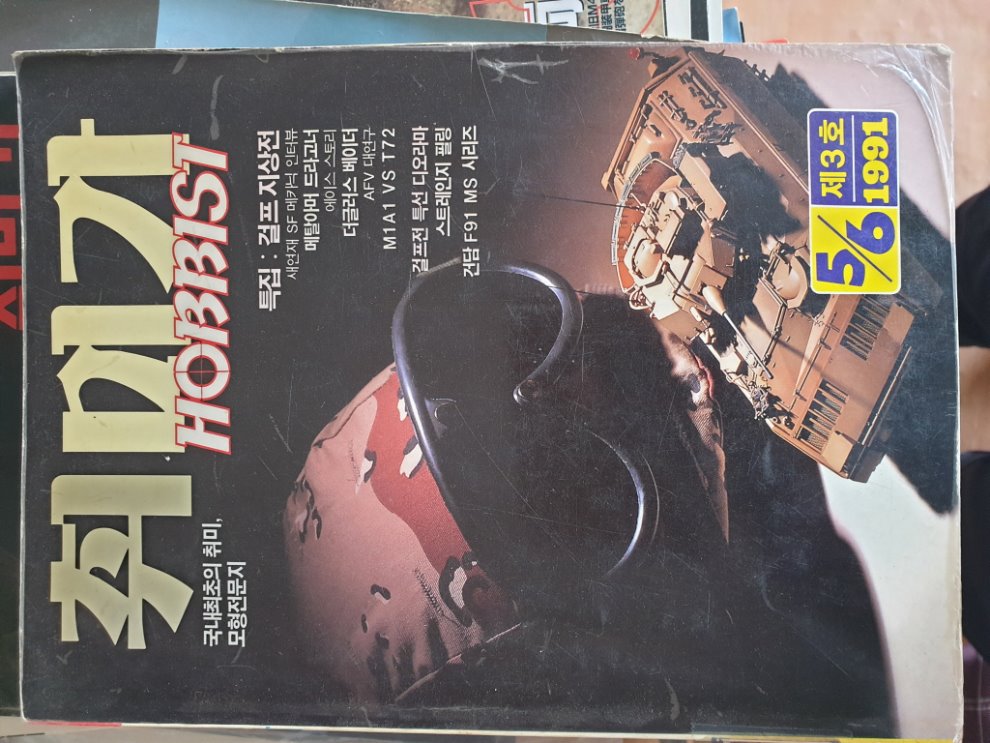 취미가
HOBBIST
국내최초의 취미,
모형전문지
특집 : 걸프 지상전
새연재 SF 메카닉 인터뷰
메탈아머 드라고너
에이스 스토리
더글러스 베이더
AFV 대연구
M1A1 VS T72
걸프전 특선 디오라마
스트레인지 필링
건담 F91 MS 시리즈
5/6
제3호
1991